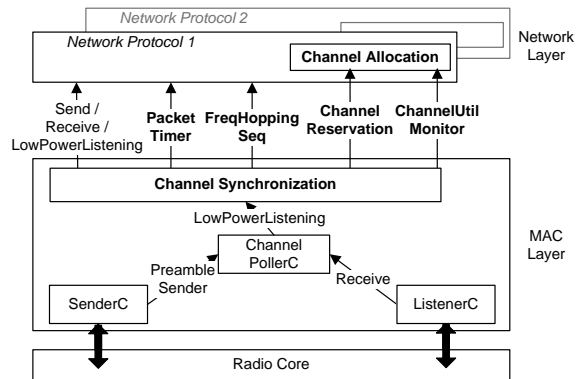 Network Protocol 2
Network Protocol 1
Network
Layer
Channel Allocation
Send /
Receive /
LowPowerListening
Packet
Timer
FreqHopping
Seq
Channel
Reservation
ChannelUtil
Monitor
Channel Synchronization
LowPowerListening
Channel
PollerC
MAC
Layer
Preamble
Sender
Receive
SenderC
ListenerC
Radio Core